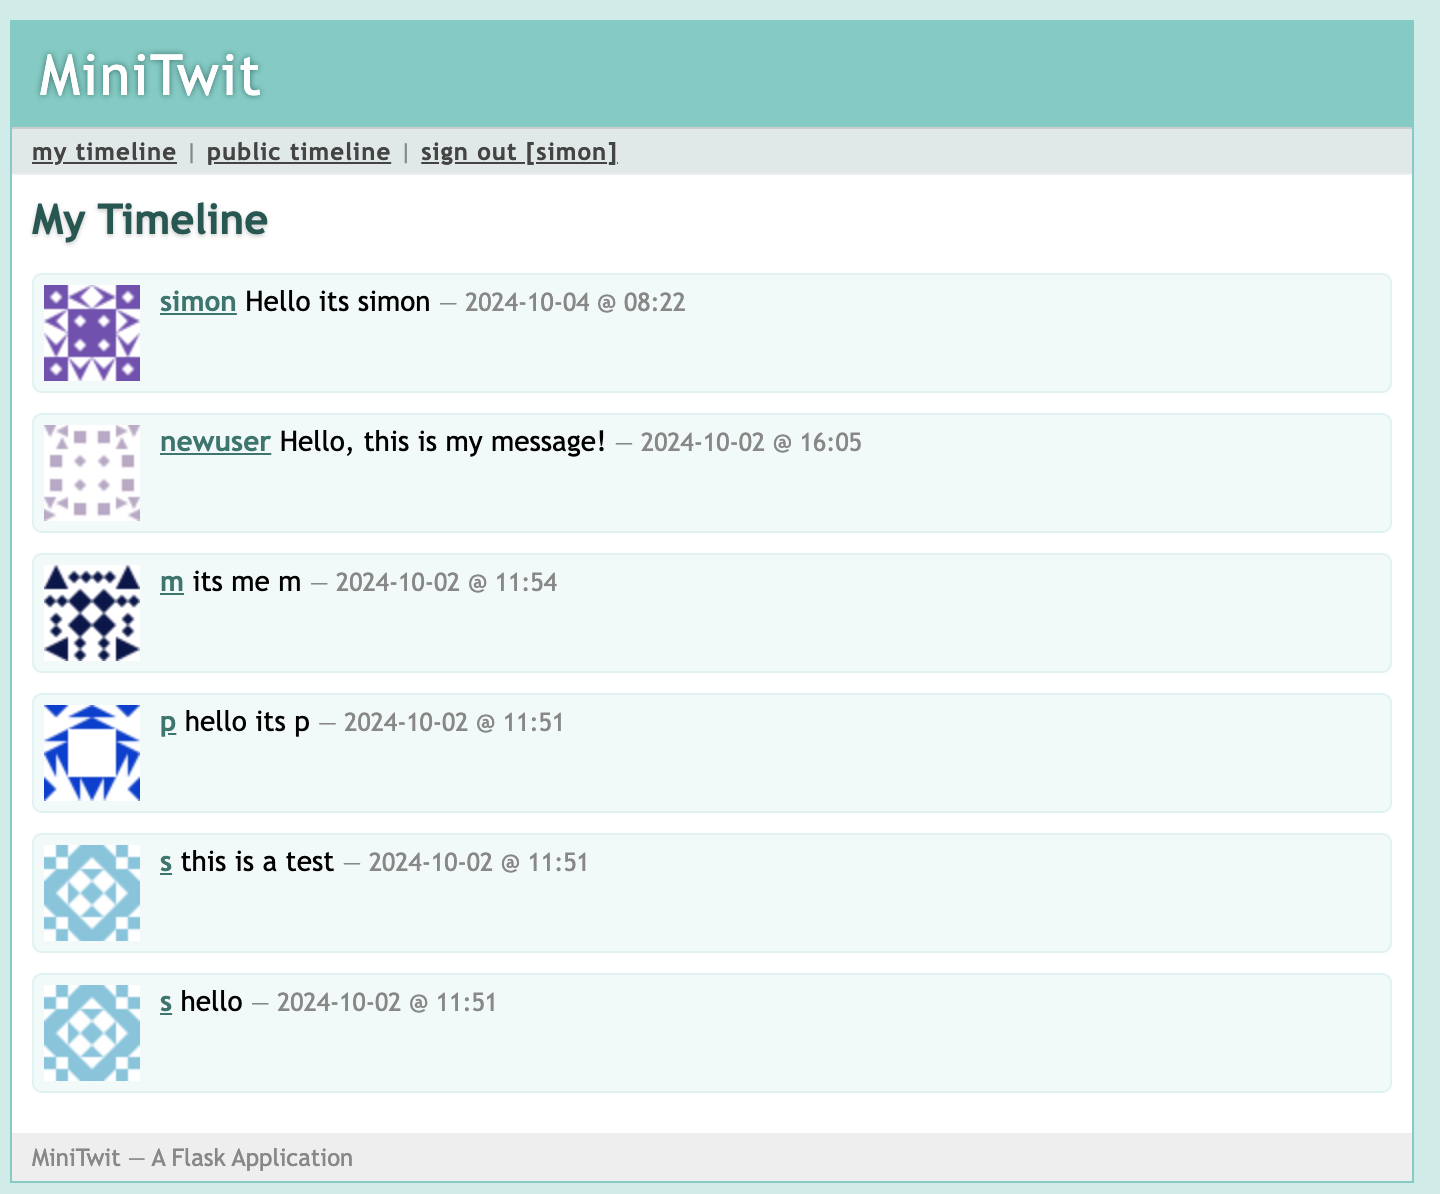 MiniTwit
my timeline | public timeline | sign out [simon]
My Timeline
simon Hello its simon — 2024-10-04 @ 08:22
newuser Hello, this is my message! — 2024-10-02 @ 16:05
m its me m — 2024-10-02 @ 11:54
p hello its p — 2024-10-02 @ 11:51
s this is a test — 2024-10-02 @ 11:51
s hello — 2024-10-02 @ 11:51
MiniTwit — A Flask Application